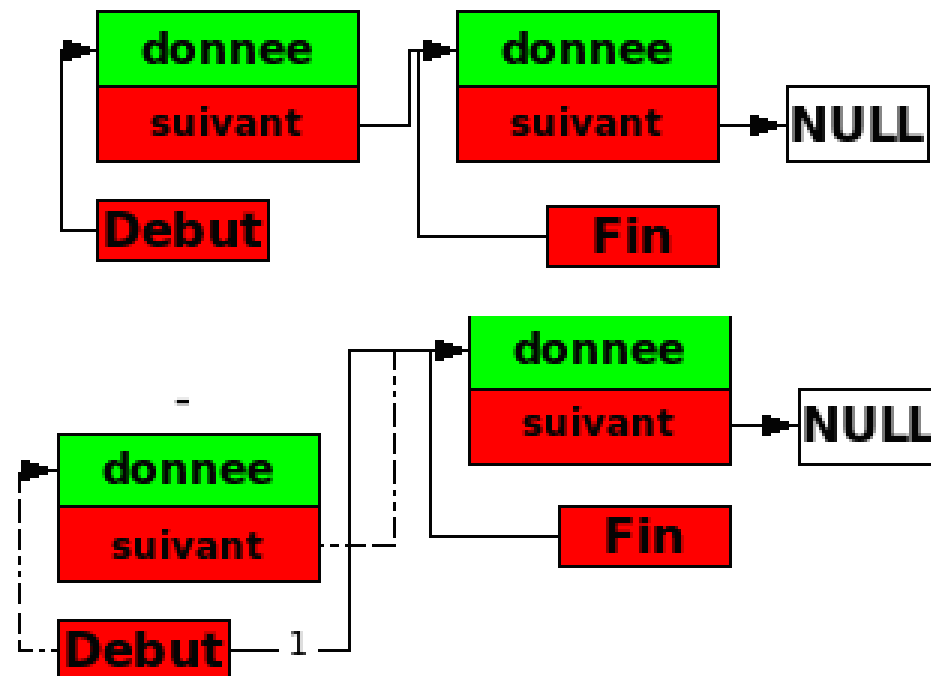 donnee donnee
suivant suivant NULL
Debut Fin
donnee
-
suivant NULL
donnee
suivant Fin
Debut 1